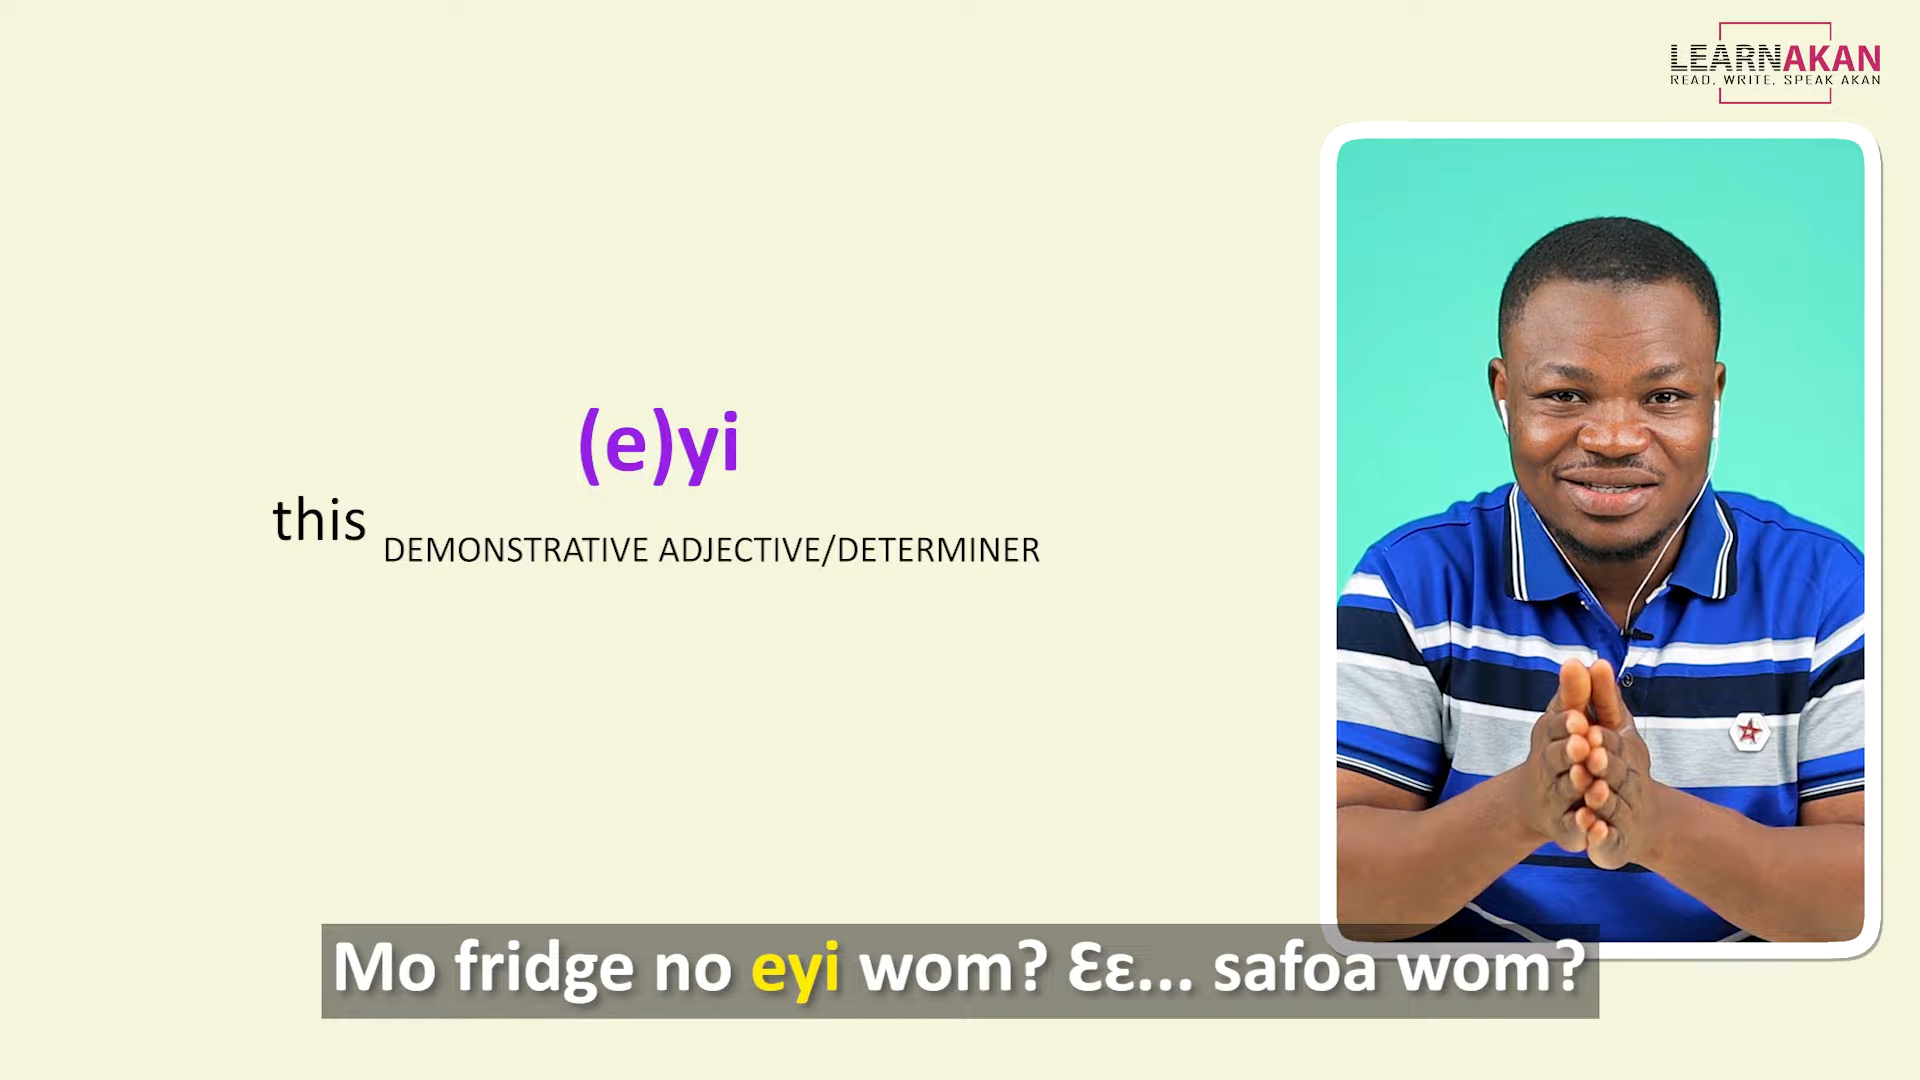 LEARNAKAN
READ, WRITE, SPEAK AKAN
(e)yi
this DEMONSTRATIVE ADJECTIVE/DETERMINER
Mo fridge no eyi wom? Ɛɛ... safoa wom?